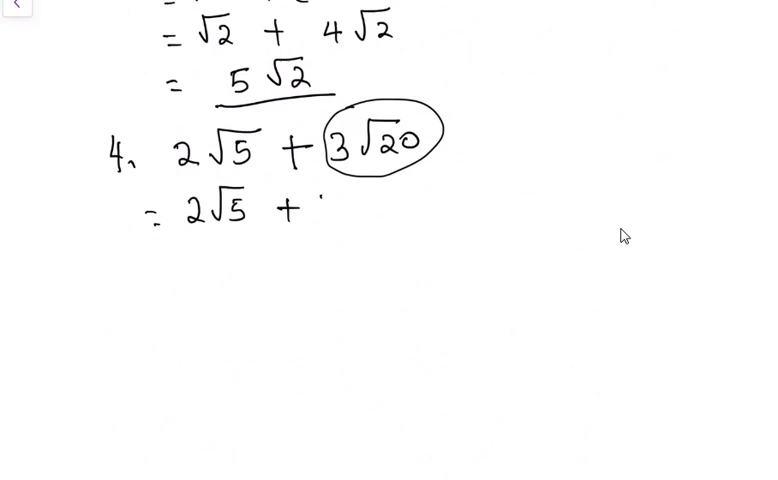 = √2 + 4√2
= 5√2
4. 2√5 + 3√20
= 2√5 +